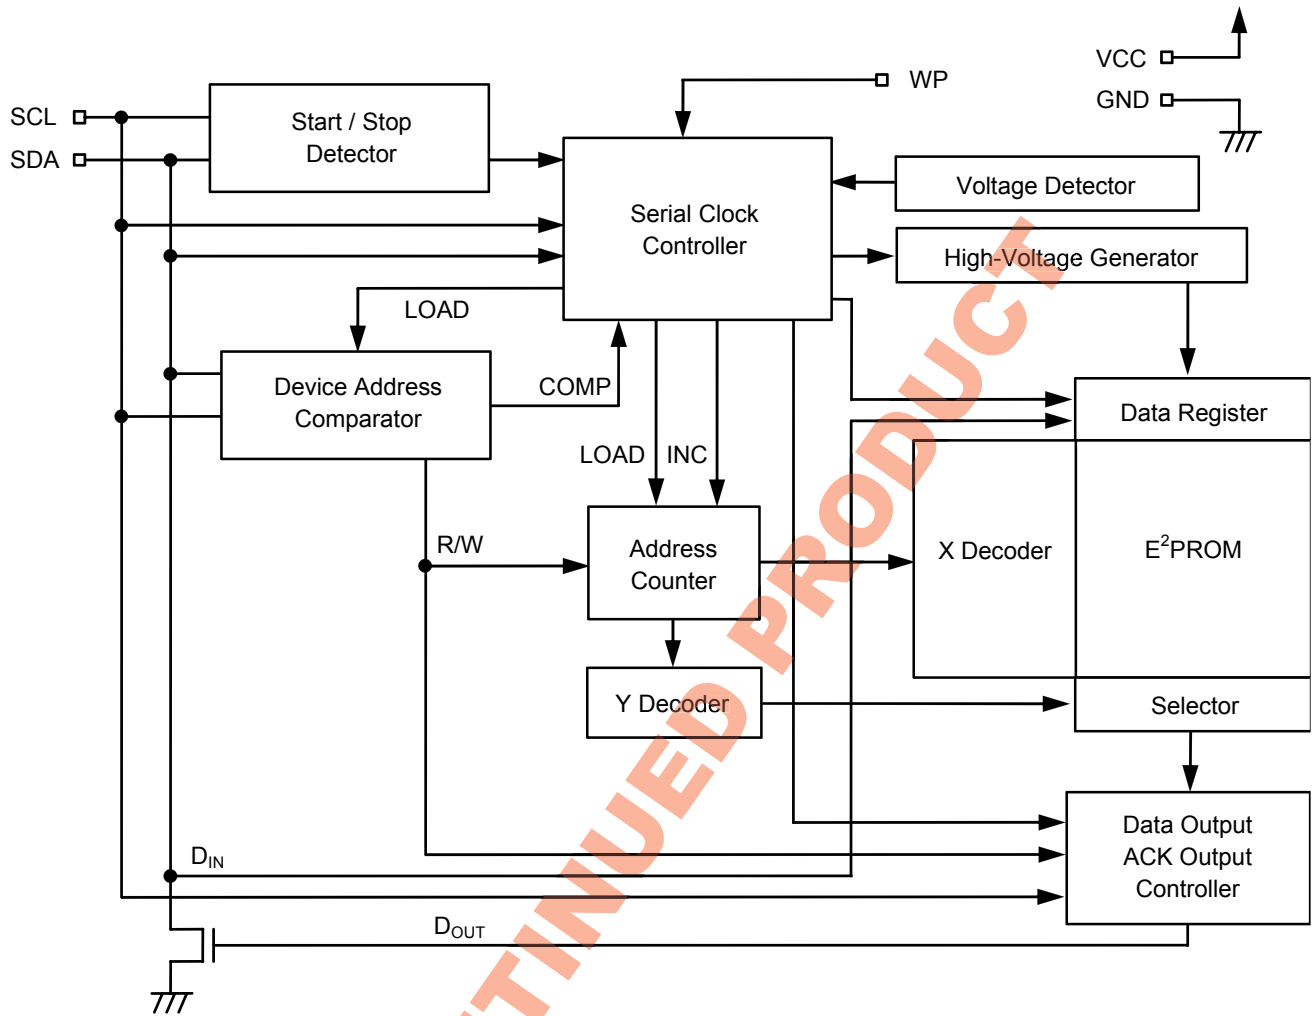 SCL
SDA
Start / Stop
Detector
WP
VCC
GND
Serial Clock
Controller
Voltage Detector
High-Voltage Generator
LOAD
Device Address
Comparator
COMP
LOAD INC
Data Register
R/W
Address
Counter
X Decoder
E²PROM
Y Decoder
Selector
Data Output
ACK Output
Controller
D_IN
D_OUT
TINUED PRODUCT